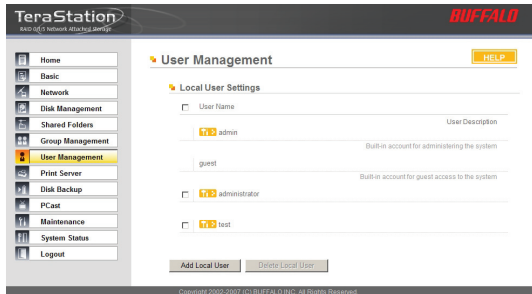 TeraStation
RAID 0/1/5 Network Attached Storage
BUFFALO
Home
Basic
Network
Disk Management
Shared Folders
Group Management
User Management
Print Server
Disk Backup
PCast
Maintenance
System Status
Logout
User Management
HELP
Local User Settings
User Name
User Description
admin
Built-in account for administering the system
guest
Built-in account for guest access to the system
administrator
test
Add Local User
Delete Local User
Copyright 2002-2007 (C) BUFFALO INC. All Rights Reserved.